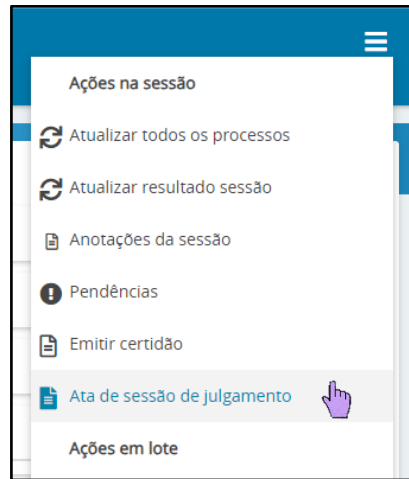 Ações na sessão
Atualizar todos os processos
Atualizar resultado sessão
Anotações da sessão
Pendências
Emitir certidão
Ata de sessão de julgamento
Ações em lote